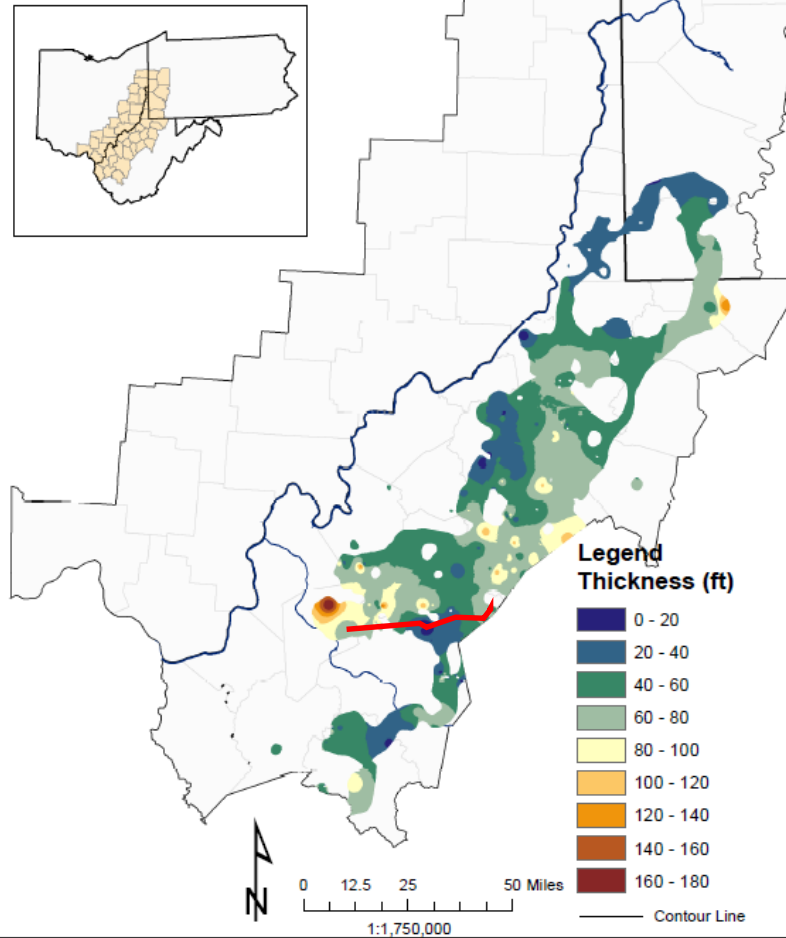 Legend
Thickness (ft)
0 - 20
20 - 40
40 - 60
60 - 80
80 - 100
100 - 120
120 - 140
140 - 160
160 - 180
Contour Line
N
0 12.5 25 50 Miles
1:1,750,000